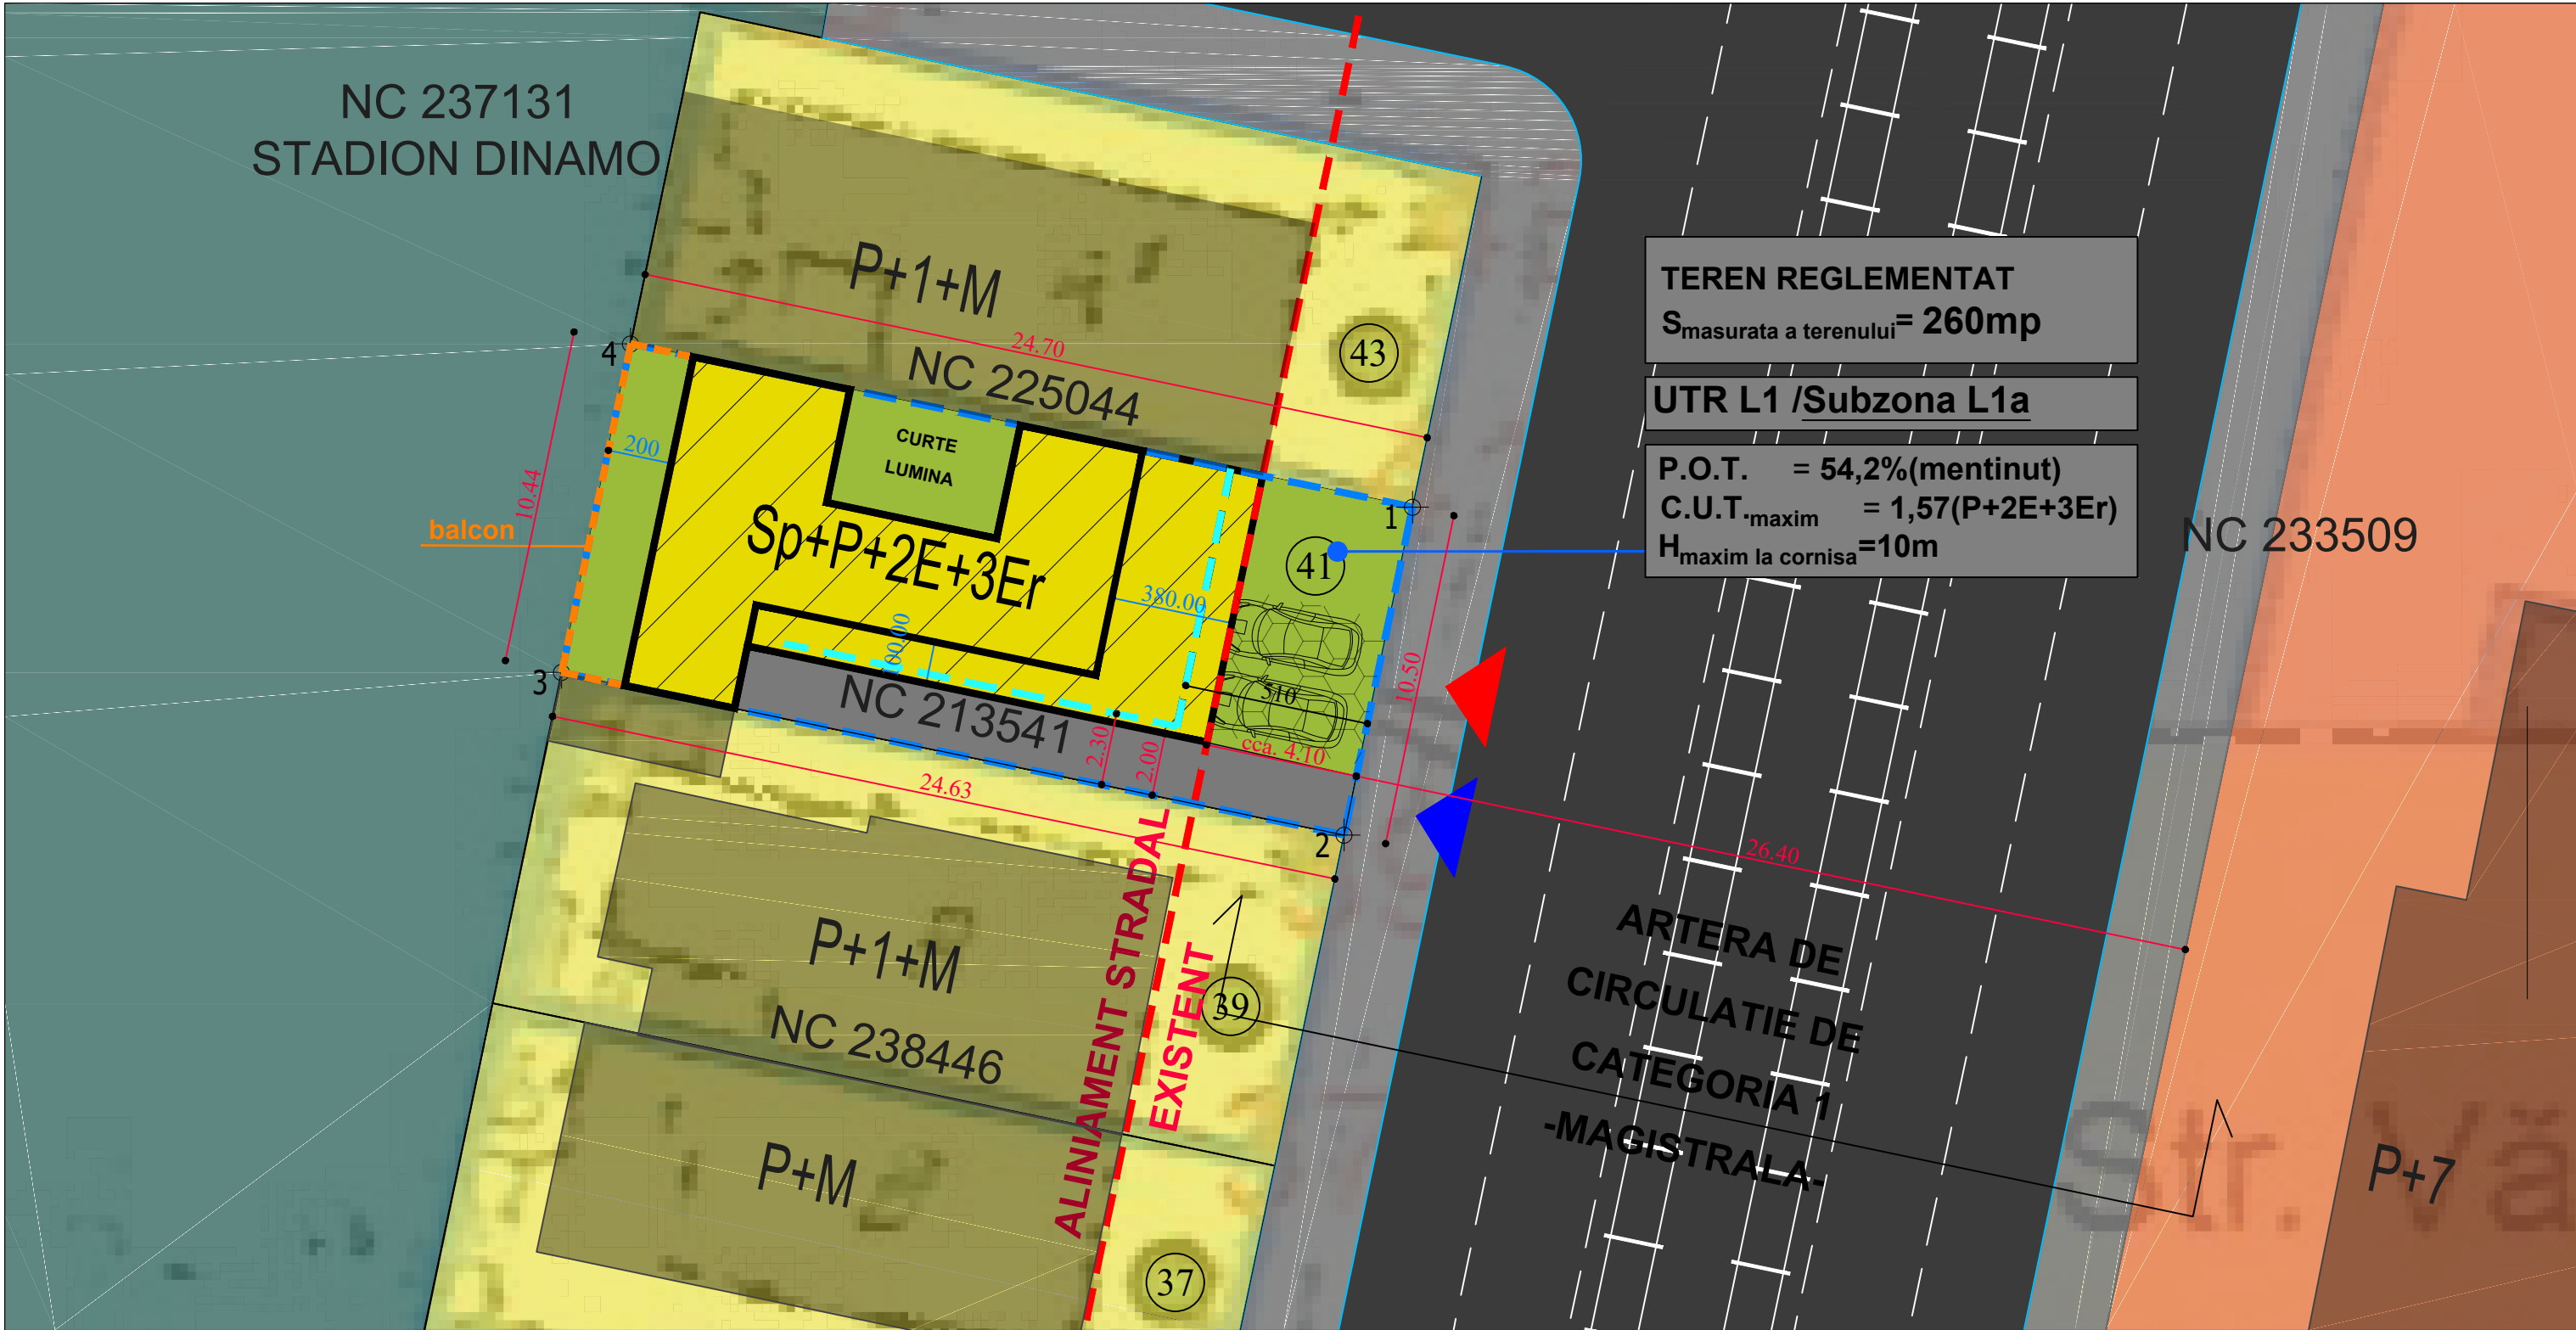 NC 237131
STADION DINAMO
P+1+M
24.70
NC 225044
43
TEREN REGLEMENTAT
Smasurata a terenului= 260mp
UTR L1 /Subzona L1a
P.O.T. = 54,2%(mentinut)
C.U.T.maxim = 1,57(P+2E+3Er)
Hmaxim la cornisa=10m
NC 233509
4
200
10.44
balcon
3
CURTE
LUMINA
Sp+P+2E+3Er
380.00
1
41
510
10.50
NC 213541
2.30
2.00
cca. 4.10
24.63
2
26.40
ALINIAMENT STRADAL
EXISTENT
P+1+M
NC 238446
39
P+M
37
ARTERA DE
CIRCULATIE DE
CATEGORIA 1
-MAGISTRALA-
Str. Vă
P+7